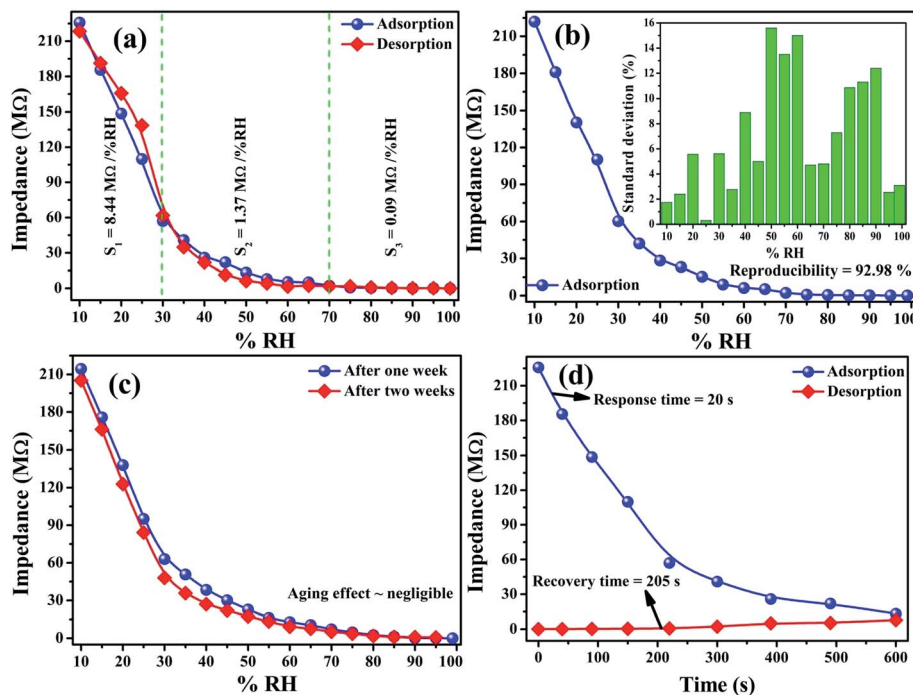 (a)
Adsorption
Desorption
Impedance (MΩ)
210
180
150
120
90
60
30
0
S1 = 8.44 MΩ /%RH
S2 = 1.37 MΩ /%RH
S3 = 0.09 MΩ /%RH
10 20 30 40 50 60 70 80 90 100
% RH
(b)
Impedance (MΩ)
210
180
150
120
90
60
30
0
Standard deviation (%)
16
14
12
10
8
6
4
2
0
10 20 30 40 50 60 70 80 90 100
% RH
Reproducibility = 92.98 %
Adsorption
10 20 30 40 50 60 70 80 90 100
% RH
(c)
After one week
After two weeks
Impedance (MΩ)
210
180
150
120
90
60
30
0
Aging effect ~ negligible
10 20 30 40 50 60 70 80 90 100
% RH
(d)
Adsorption
Desorption
Impedance (MΩ)
210
180
150
120
90
60
30
0
Response time = 20 s
Recovery time = 205 s
0 100 200 300 400 500 600
Time (s)